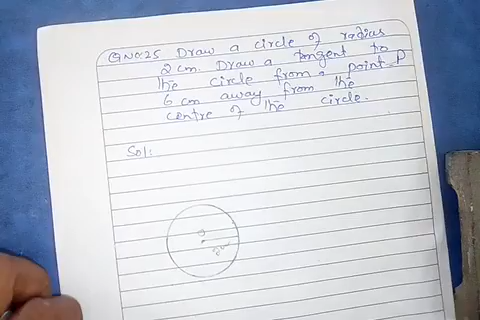 QNO:25 Draw a circle of radius
2 cm. Draw a tangent to
the circle from a point P
6 cm away from the
centre of the circle.
Sol: